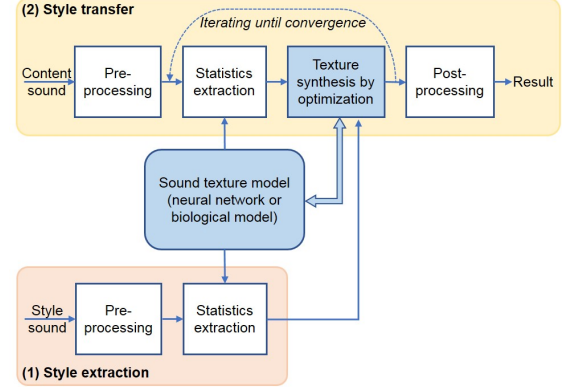 (2) Style transfer
Iterating until convergence
Content
sound
Pre-
processing
Statistics
extraction
Texture
synthesis by
optimization
Post-
processing
Result
Sound texture model
(neural network or
biological model)
Style
sound
Pre-
processing
Statistics
extraction
(1) Style extraction